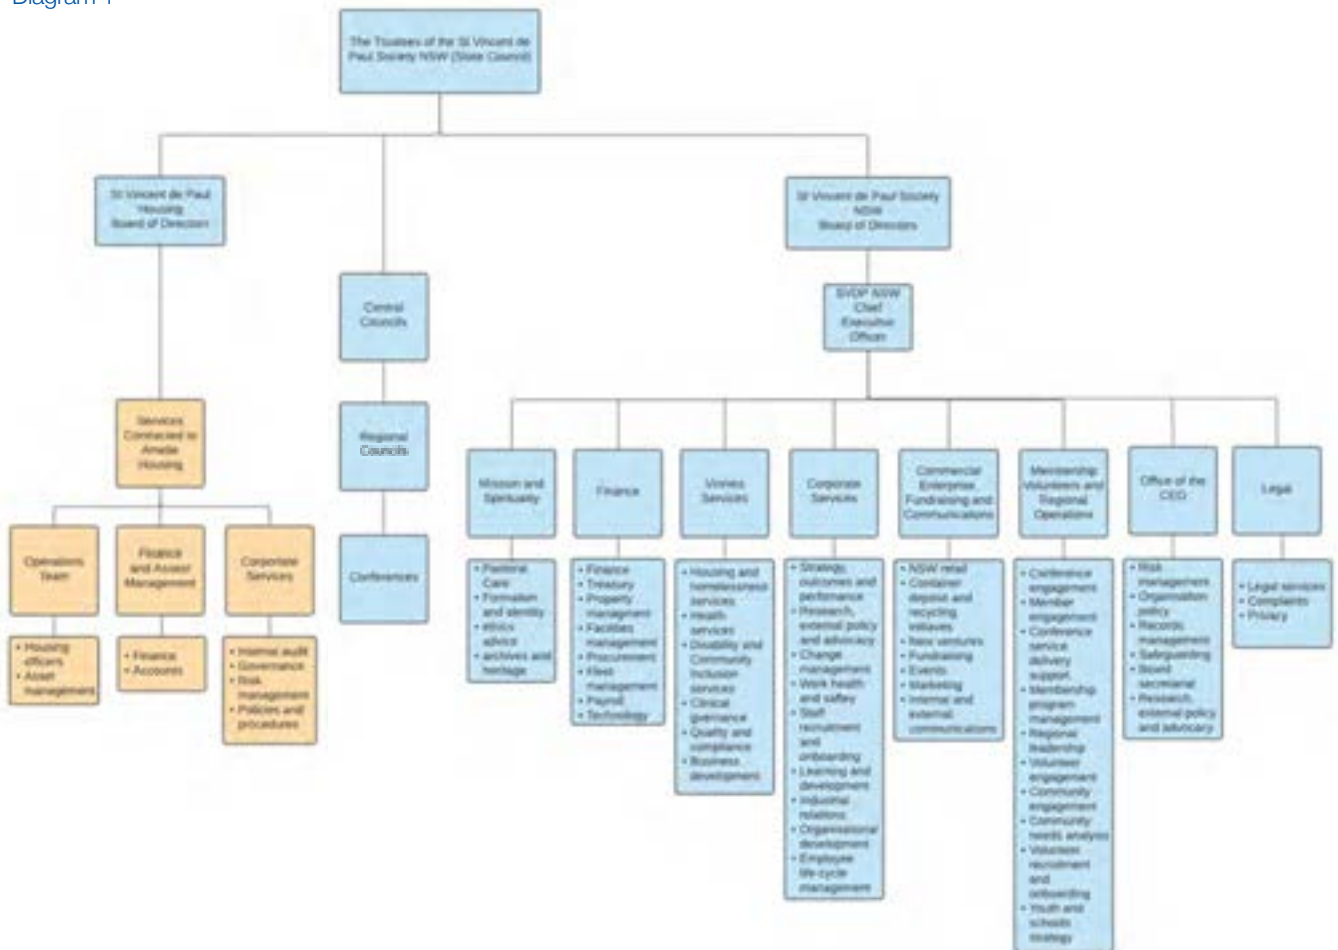 Diagram 1
The Trustees of the St Vincent de
Paul Society NSW (State Council)
St Vincent de Paul
Housing
Board of Directors
St Vincent de Paul Society
NSW
Board of Directors
Central
Councils
SVDP NSW
Chief
Executive
Officer
Services
Contracted to
Amelie
Housing
Regional
Councils
Conferences
Operations
Team
Finance
and Asset
Management
Corporate
Services
• Housing
officers
• Asset
management
• Finance
• Accounts
• Internal audit
• Governance
• Risk
management
• Policies and
procedures
Mission and
Spirituality
Finance
Vinnies
Services
Corporate
Services
Commercial
Enterprise,
Fundraising and
Communications
Membership
Volunteers and
Regional
Operations
Office of the
CEO
Legal
• Pastoral
Care
• Formation
and identity
• ethics
advice
• archives and
heritage
• Finance
• Treasury
• Property
managment
• Facilities
management
• Procurement
• Fleet
management
• Payroll
• Technology
• Housing and
homelessness
services
• Health
services
• Disability and
Community
Inclusion
services
• Clinical
governance
• Quality and
compliance
• Business
development
• Strategy,
outcomes and
performance
• Research,
external policy
and advocacy
• Change
management
• Work health
and saftey
• Staff
recruitment
and
onboarding
• Learning and
development
• Industrial
relations
• Organisational
development
• Employee
life-cycle
management
• NSW retail
• Container
deposit and
recycling
• New ventures
• Fundraising
• Events
• Marketing
• Internal and
external
communications
• Conference
engagement
• Member
engagement
• Conference
service
delivery
support
• Membership
program
management
• Regional
leadership
• Volunteer
engagement
• Community
engagement
• Community
needs analysis
• Volunteer
recruitment
and
onboarding
• Youth and
schools
strategy
• Risk
management
• Organisation
policy
• Records
management
• Safeguarding
• Board
secretariat
• Research,
external policy
and advocacy
• Legal services
• Complaints
• Privacy